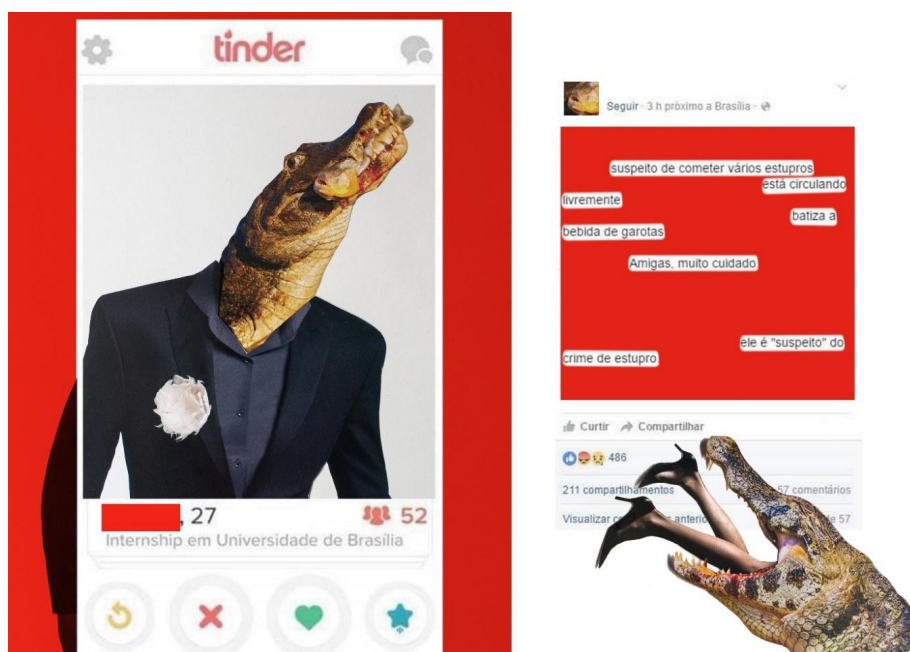 tinder
, 27
52
Internship em Universidade de Brasília
Seguir · 3 h próximo a Brasília ·
suspeito de cometer vários estupros
está circulando
livremente
batiza a
bebida de garotas
Amigas, muito cuidado
ele é "suspeito" do
crime de estupro
Curtir Compartilhar
486
211 compartilhamentos 57 comentários
Visualizar anterio de 57